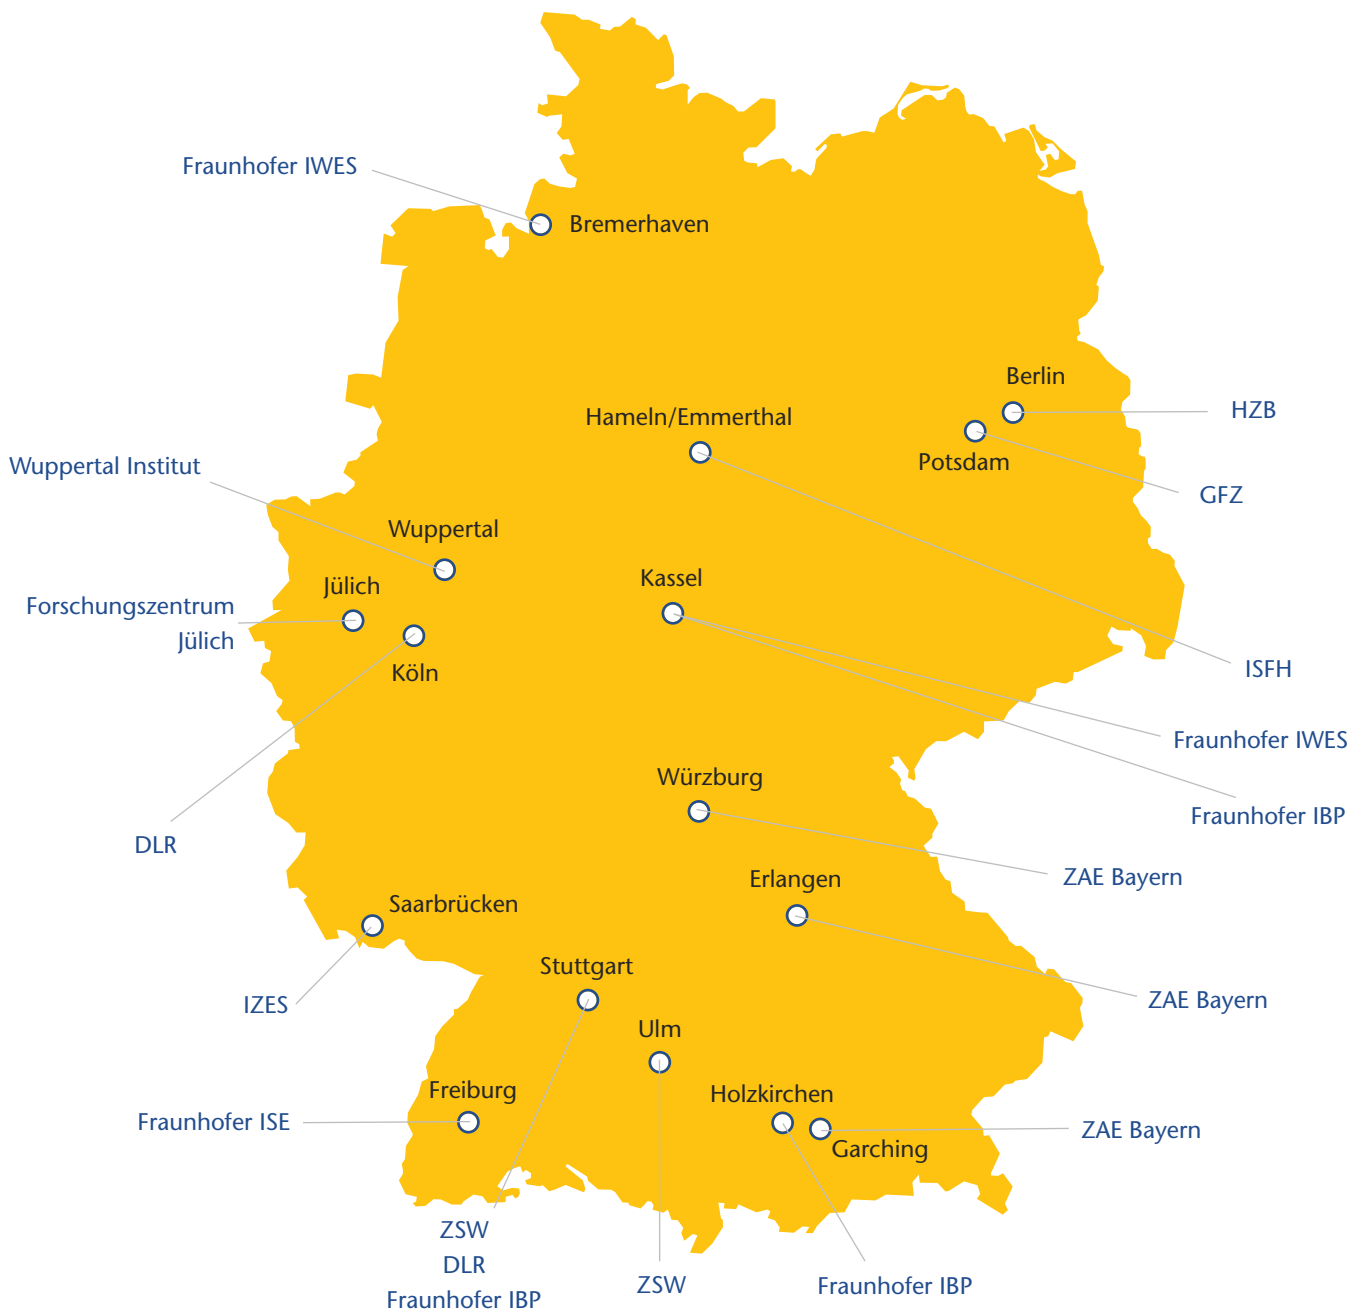 Fraunhofer IWES
Bremerhaven
Berlin
HZB
Hameln/Emmerthal
Potsdam
Wuppertal Institut
GFZ
Wuppertal
Kassel
Jülich
Forschungszentrum
Jülich
Köln
ISFH
Fraunhofer IWES
Würzburg
Fraunhofer IBP
DLR
ZAE Bayern
Erlangen
Saarbrücken
Stuttgart
IZES
ZAE Bayern
Ulm
Freiburg
Holzkirchen
Fraunhofer ISE
ZAE Bayern
Garching
ZSW
DLR
Fraunhofer IBP
ZSW
Fraunhofer IBP